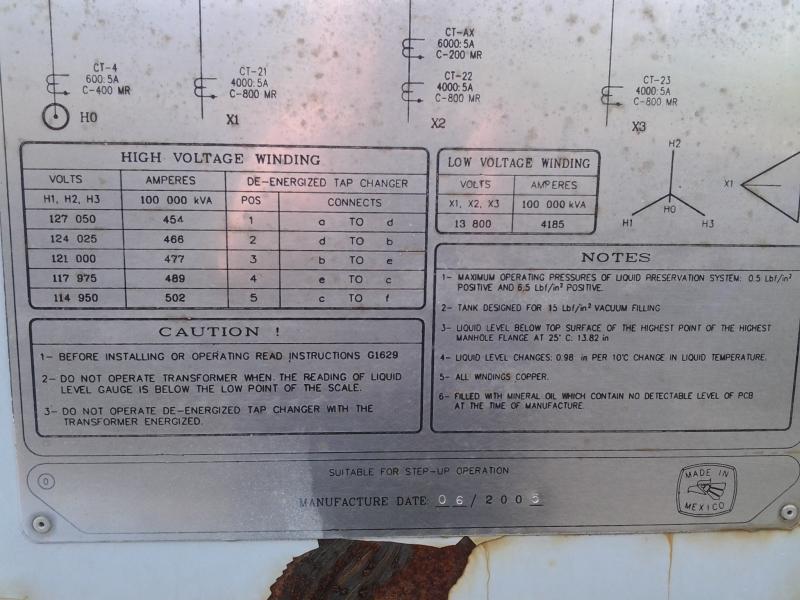 CT-4
600:5A
C-400 MR
H0
CT-21
4000:5A
C-800 MR
X1
CT-AX
6000:5A
C-200 MR
CT-22
4000:5A
C-800 MR
X2
CT-23
4000:5A
C-800 MR
X3
HIGH VOLTAGE WINDING
VOLTS AMPERES DE-ENERGIZED TAP CHANGER
H1, H2, H3 100 000 kVA POS CONNECTS
127 050 454 1 a TO d
124 025 466 2 d TO b
121 000 477 3 b TO e
117 975 489 4 e TO c
114 950 502 5 c TO f
LOW VOLTAGE WINDING
VOLTS AMPERES
X1, X2, X3 100 000 kVA
13 800 4185
H2
H0
H1
H3
X1
CAUTION !
1- BEFORE INSTALLING OR OPERATING READ INSTRUCTIONS G1629
2- DO NOT OPERATE TRANSFORMER WHEN THE READING OF LIQUID
LEVEL GAUGE IS BELOW THE LOW POINT OF THE SCALE.
3- DO NOT OPERATE DE-ENERGIZED TAP CHANGER WITH THE
TRANSFORMER ENERGIZED.
NOTES
1- MAXIMUM OPERATING PRESSURES OF LIQUID PRESERVATION SYSTEM: 0.5 Lbf/in²
POSITIVE AND 6.5 Lbf/in² POSITIVE.
2- TANK DESIGNED FOR 15 Lbf/in² VACUUM FILLING
3- LIQUID LEVEL BELOW TOP SURFACE OF THE HIGHEST POINT OF THE HIGHEST
MANHOLE FLANGE AT 25° C. 13.82 in
4- LIQUID LEVEL CHANGES: 0.98 in PER 10°C CHANGE IN LIQUID TEMPERATURE.
5- ALL WINDINGS COPPER.
6- FILLED WITH MINERAL OIL WHICH CONTAIN NO DETECTABLE LEVEL OF PCB
AT THE TIME OF MANUFACTURE.
0
SUITABLE FOR STEP-UP OPERATION
MANUFACTURE DATE: 06/2005
MADE IN
MEXICO